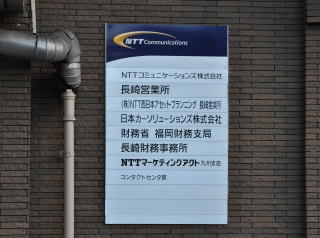 NTT Communications
NTTコミュニケーションズ株式会社
長崎営業所
(株)NTT西日本アセットプランニング 長崎営業所
日本カーソリューションズ株式会社
財務省 福岡財務支局
長崎財務事務所
NTTマーケティングアクト 九州支店
コンタクトセンタ部